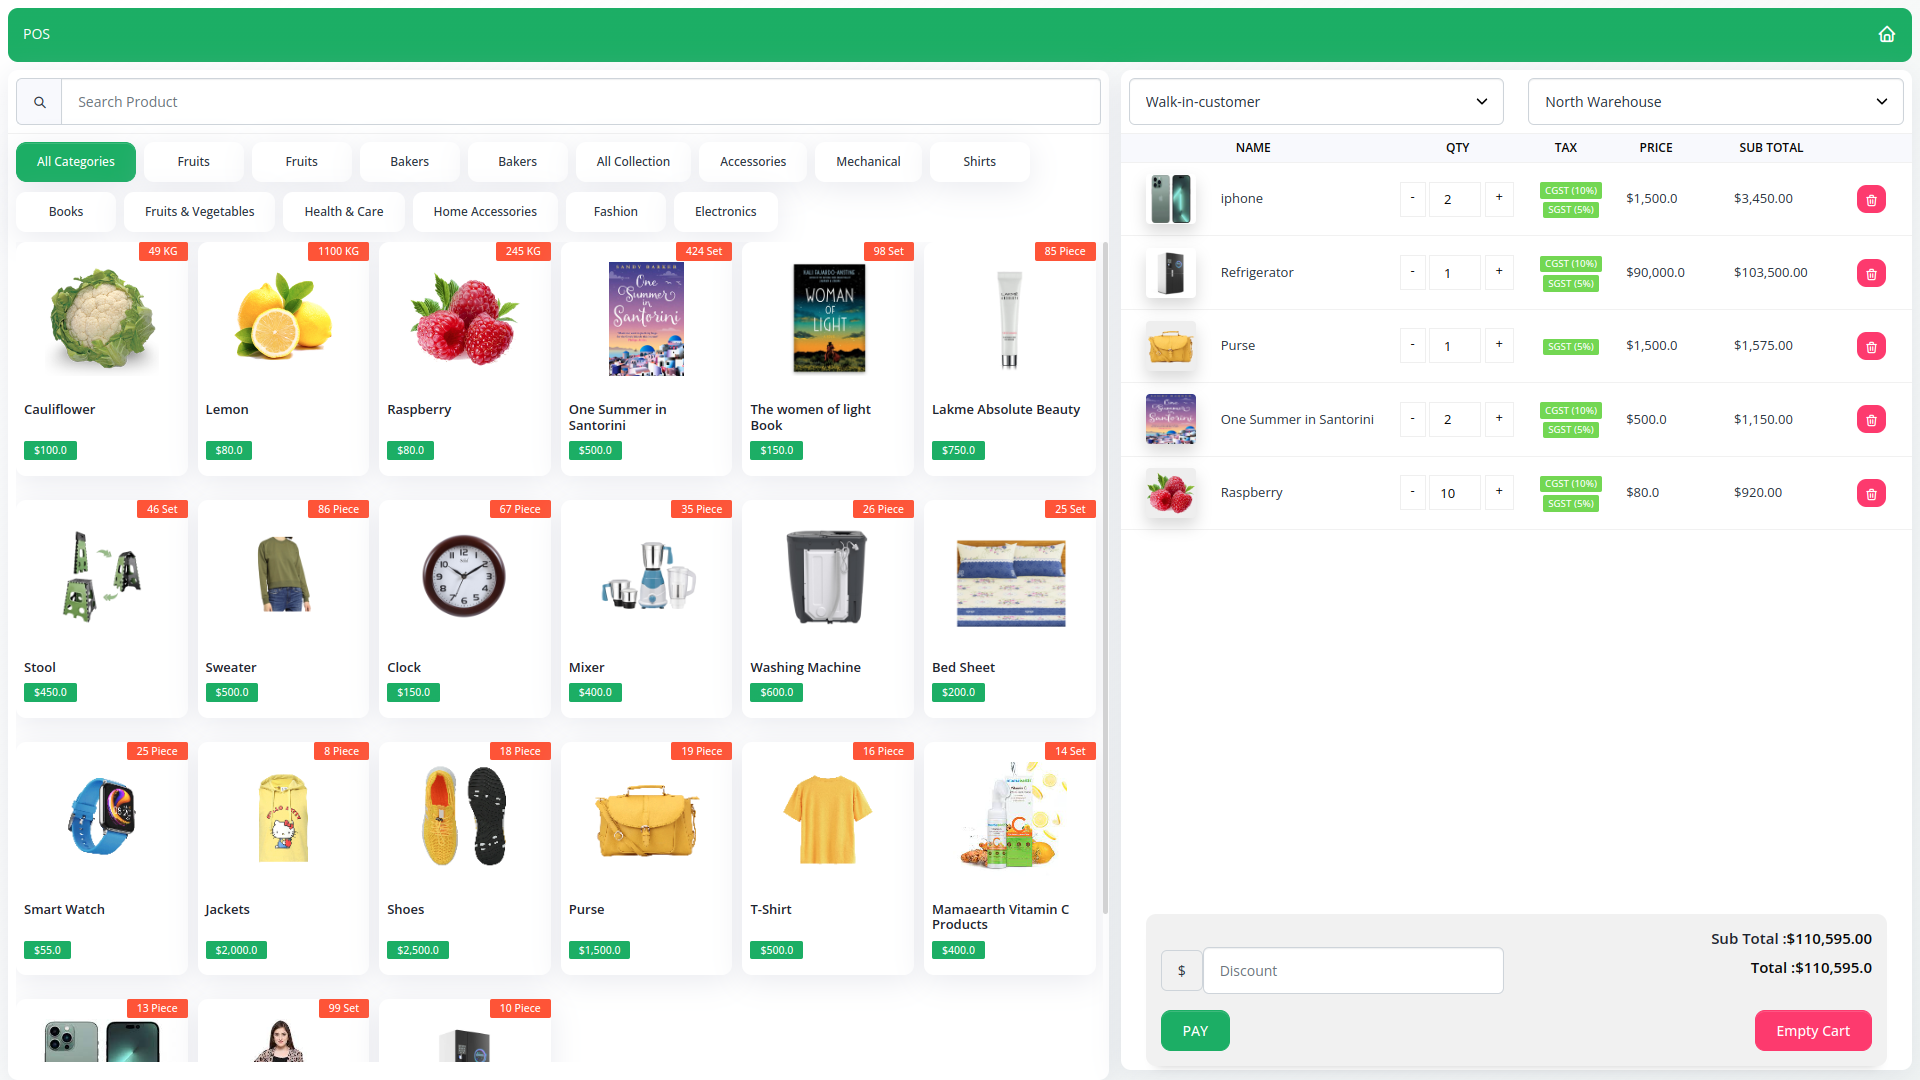 POS
Search Product
Walk-in-customer
North Warehouse
All Categories
Fruits
Fruits
Bakers
Bakers
All Collection
Accessories
Mechanical
Shirts
Books
Fruits & Vegetables
Health & Care
Home Accessories
Fashion
Electronics
49 KG
Cauliflower
$100.0
1100 KG
Lemon
$80.0
245 KG
Raspberry
$80.0
424 Set
SANDY BARKER
One
Summer
in
Santorini
One Summer in
Santorini
$500.0
98 Set
KALI FAJARDO-ANSTINE
WOMAN
OF
LIGHT
The women of light
Book
$150.0
85 Piece
Lakme Absolute Beauty
$750.0
46 Set
Stool
$450.0
86 Piece
Sweater
$500.0
67 Piece
Clock
$150.0
35 Piece
Mixer
$400.0
26 Piece
Washing Machine
$600.0
25 Set
Bed Sheet
$200.0
25 Piece
Smart Watch
$55.0
8 Piece
Jackets
$2,000.0
18 Piece
Shoes
$2,500.0
19 Piece
Purse
$1,500.0
16 Piece
T-Shirt
$500.0
14 Set
Mamaearth Vitamin C
Products
$400.0
13 Piece
99 Set
10 Piece
NAME QTY TAX PRICE SUB TOTAL
iphone - 2 + CGST (10%) SGST (5%) $1,500.0 $3,450.00
Refrigerator - 1 + CGST (10%) SGST (5%) $90,000.0 $103,500.00
Purse - 1 + SGST (5%) $1,500.0 $1,575.00
One Summer in Santorini - 2 + CGST (10%) SGST (5%) $500.0 $1,150.00
Raspberry - 10 + CGST (10%) SGST (5%) $80.0 $920.00
$ Discount
Sub Total :$110,595.00
Total :$110,595.0
PAY
Empty Cart